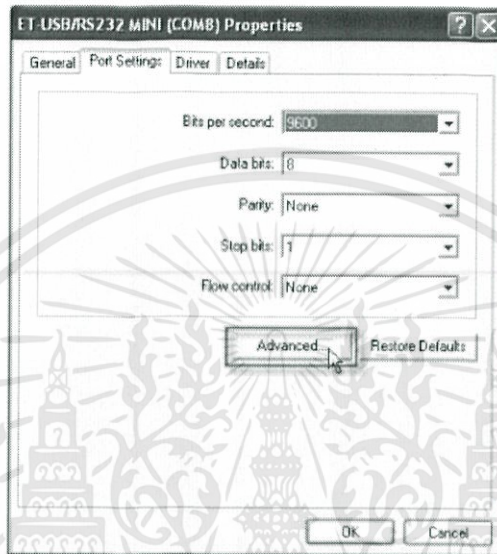 ET-USB/RS232 MINI (COM8) Properties
General Port Settings Driver Details
Bits per second: 9600
Data bits: 8
Parity: None
Stop bits: 1
Flow control: None
Advanced Restore Defaults
OK Cancel